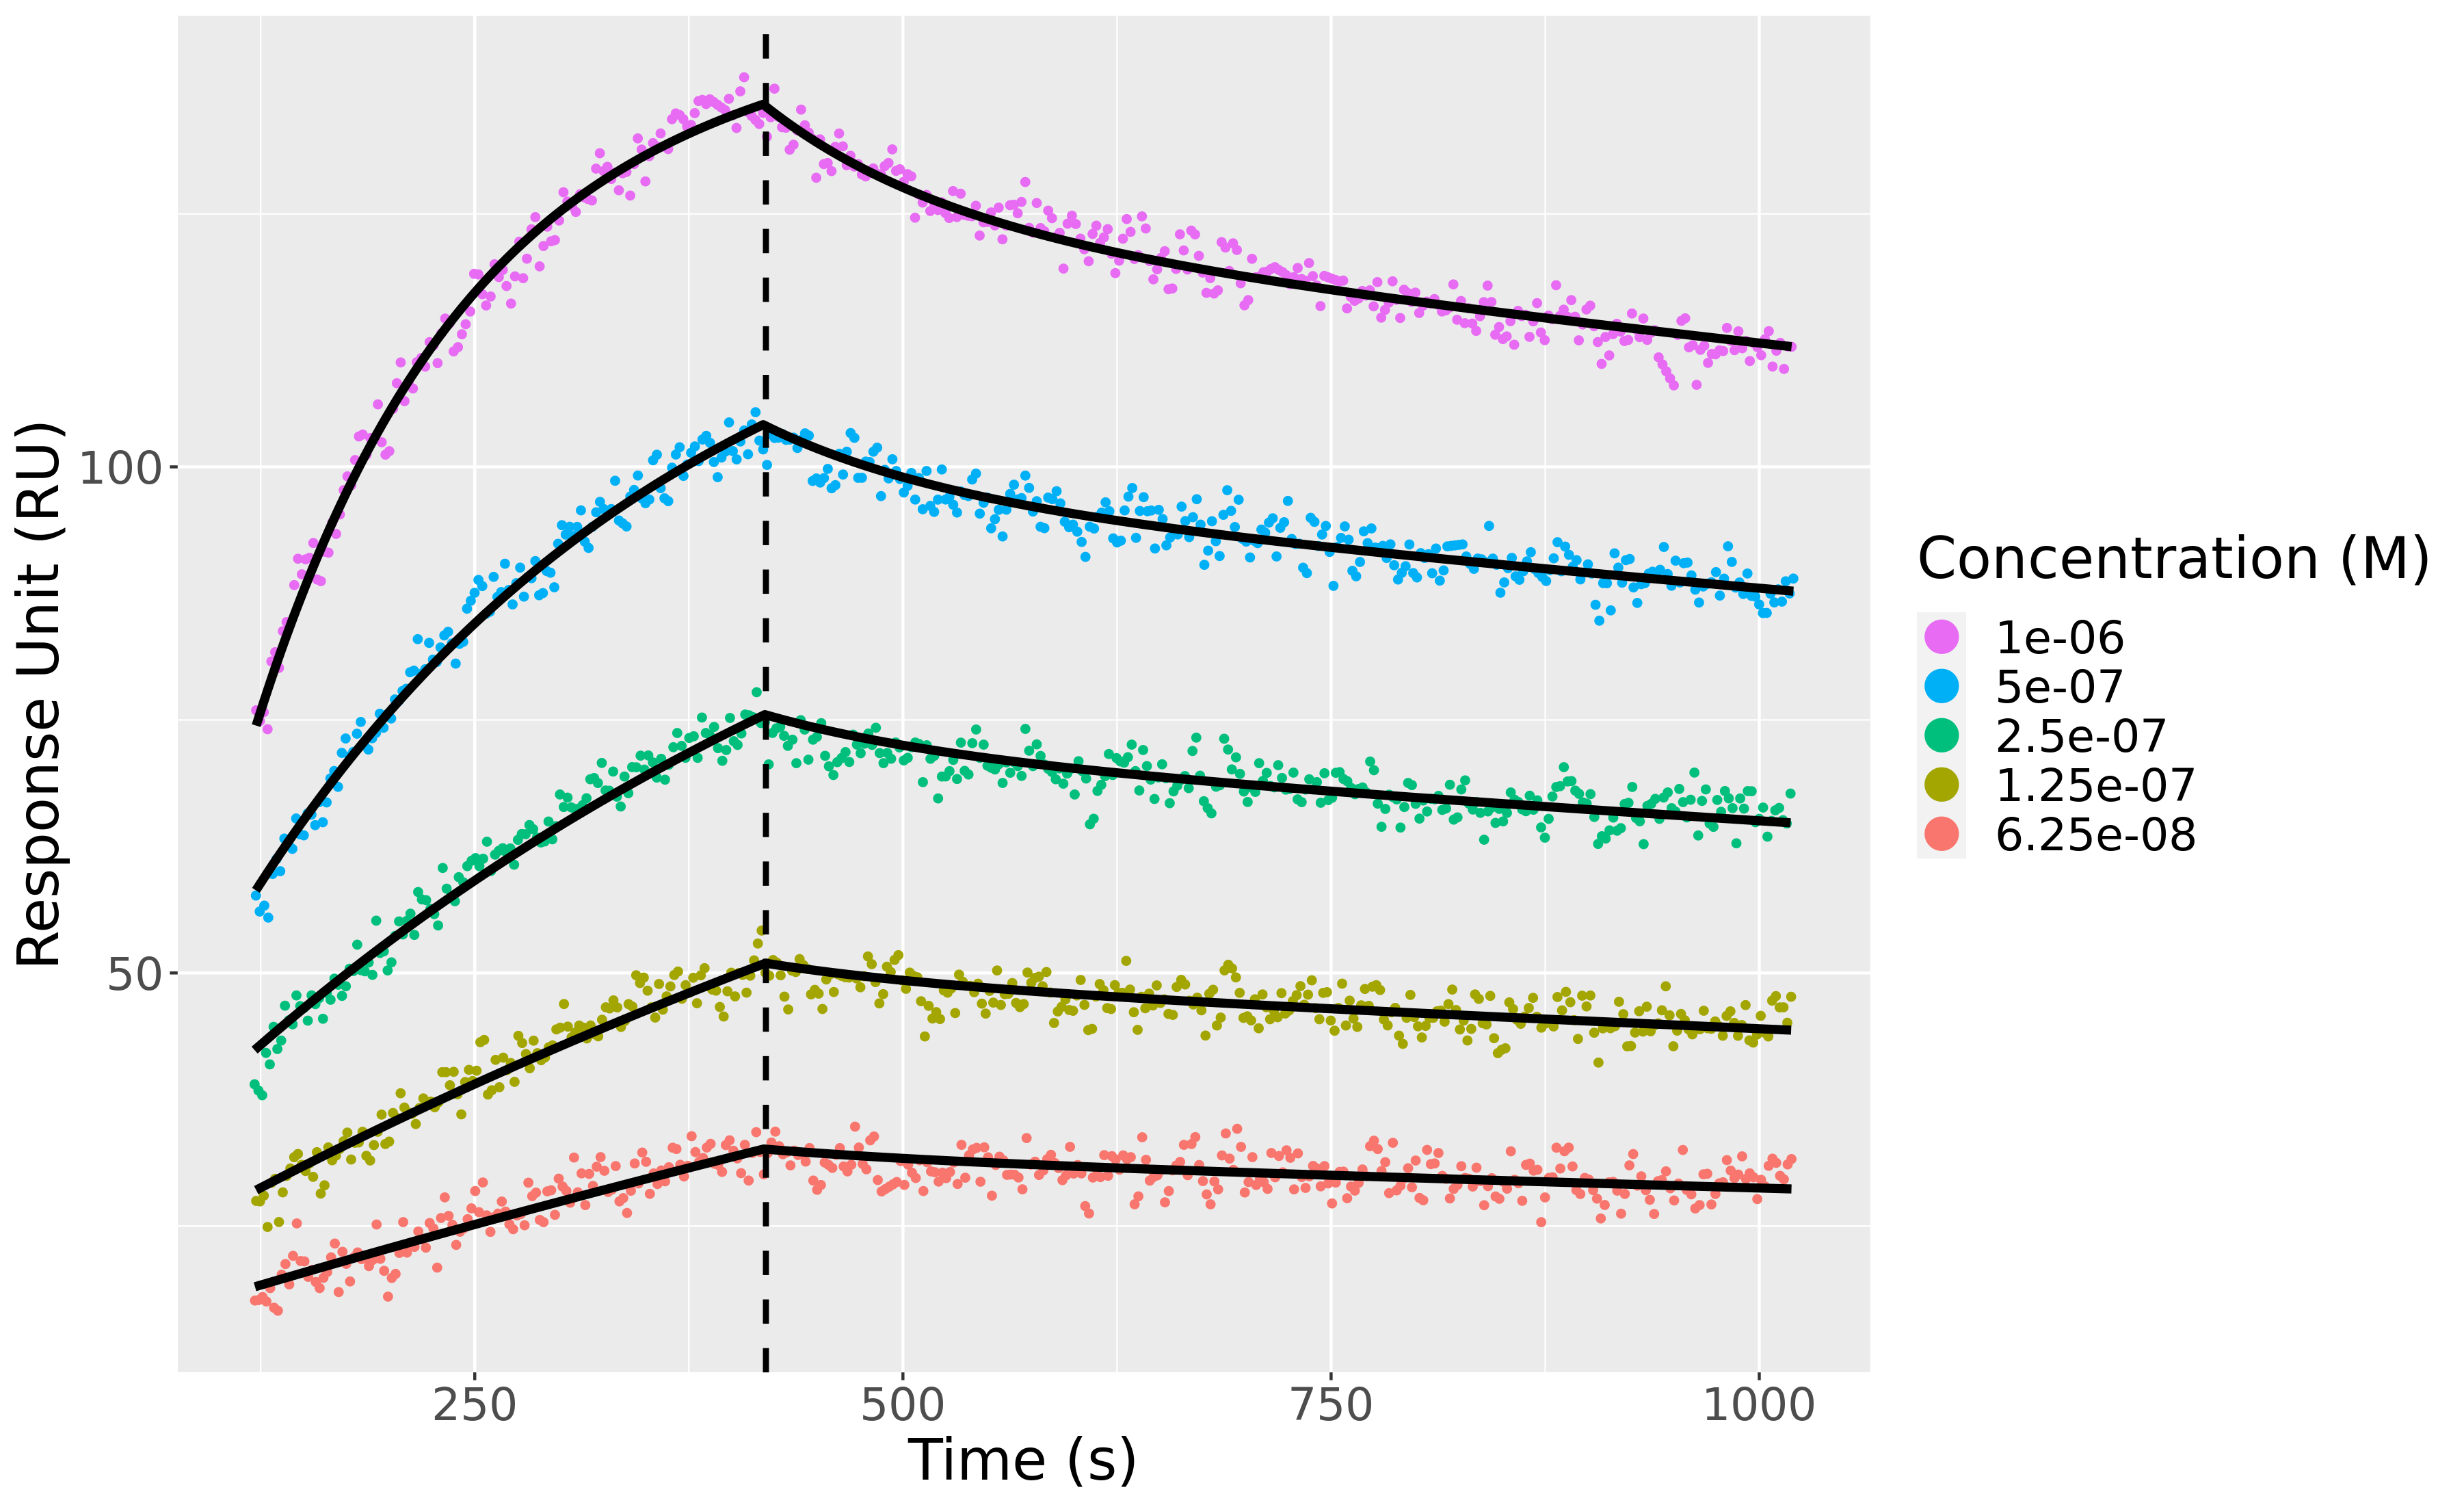 Response Unit (RU)
100
50
250 500 750 1000
Time (s)
Concentration (M)
1e-06
5e-07
2.5e-07
1.25e-07
6.25e-08